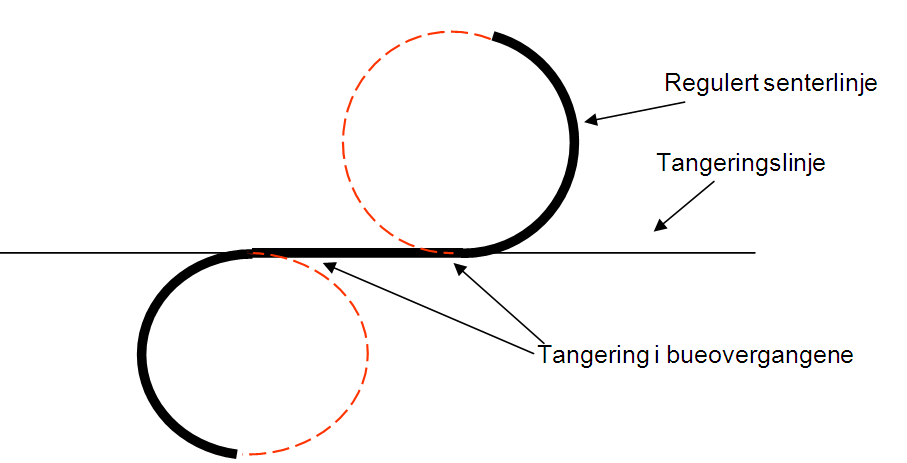 Regulert senterlinje
Tangeringslinje
Tangering i bueovergangene